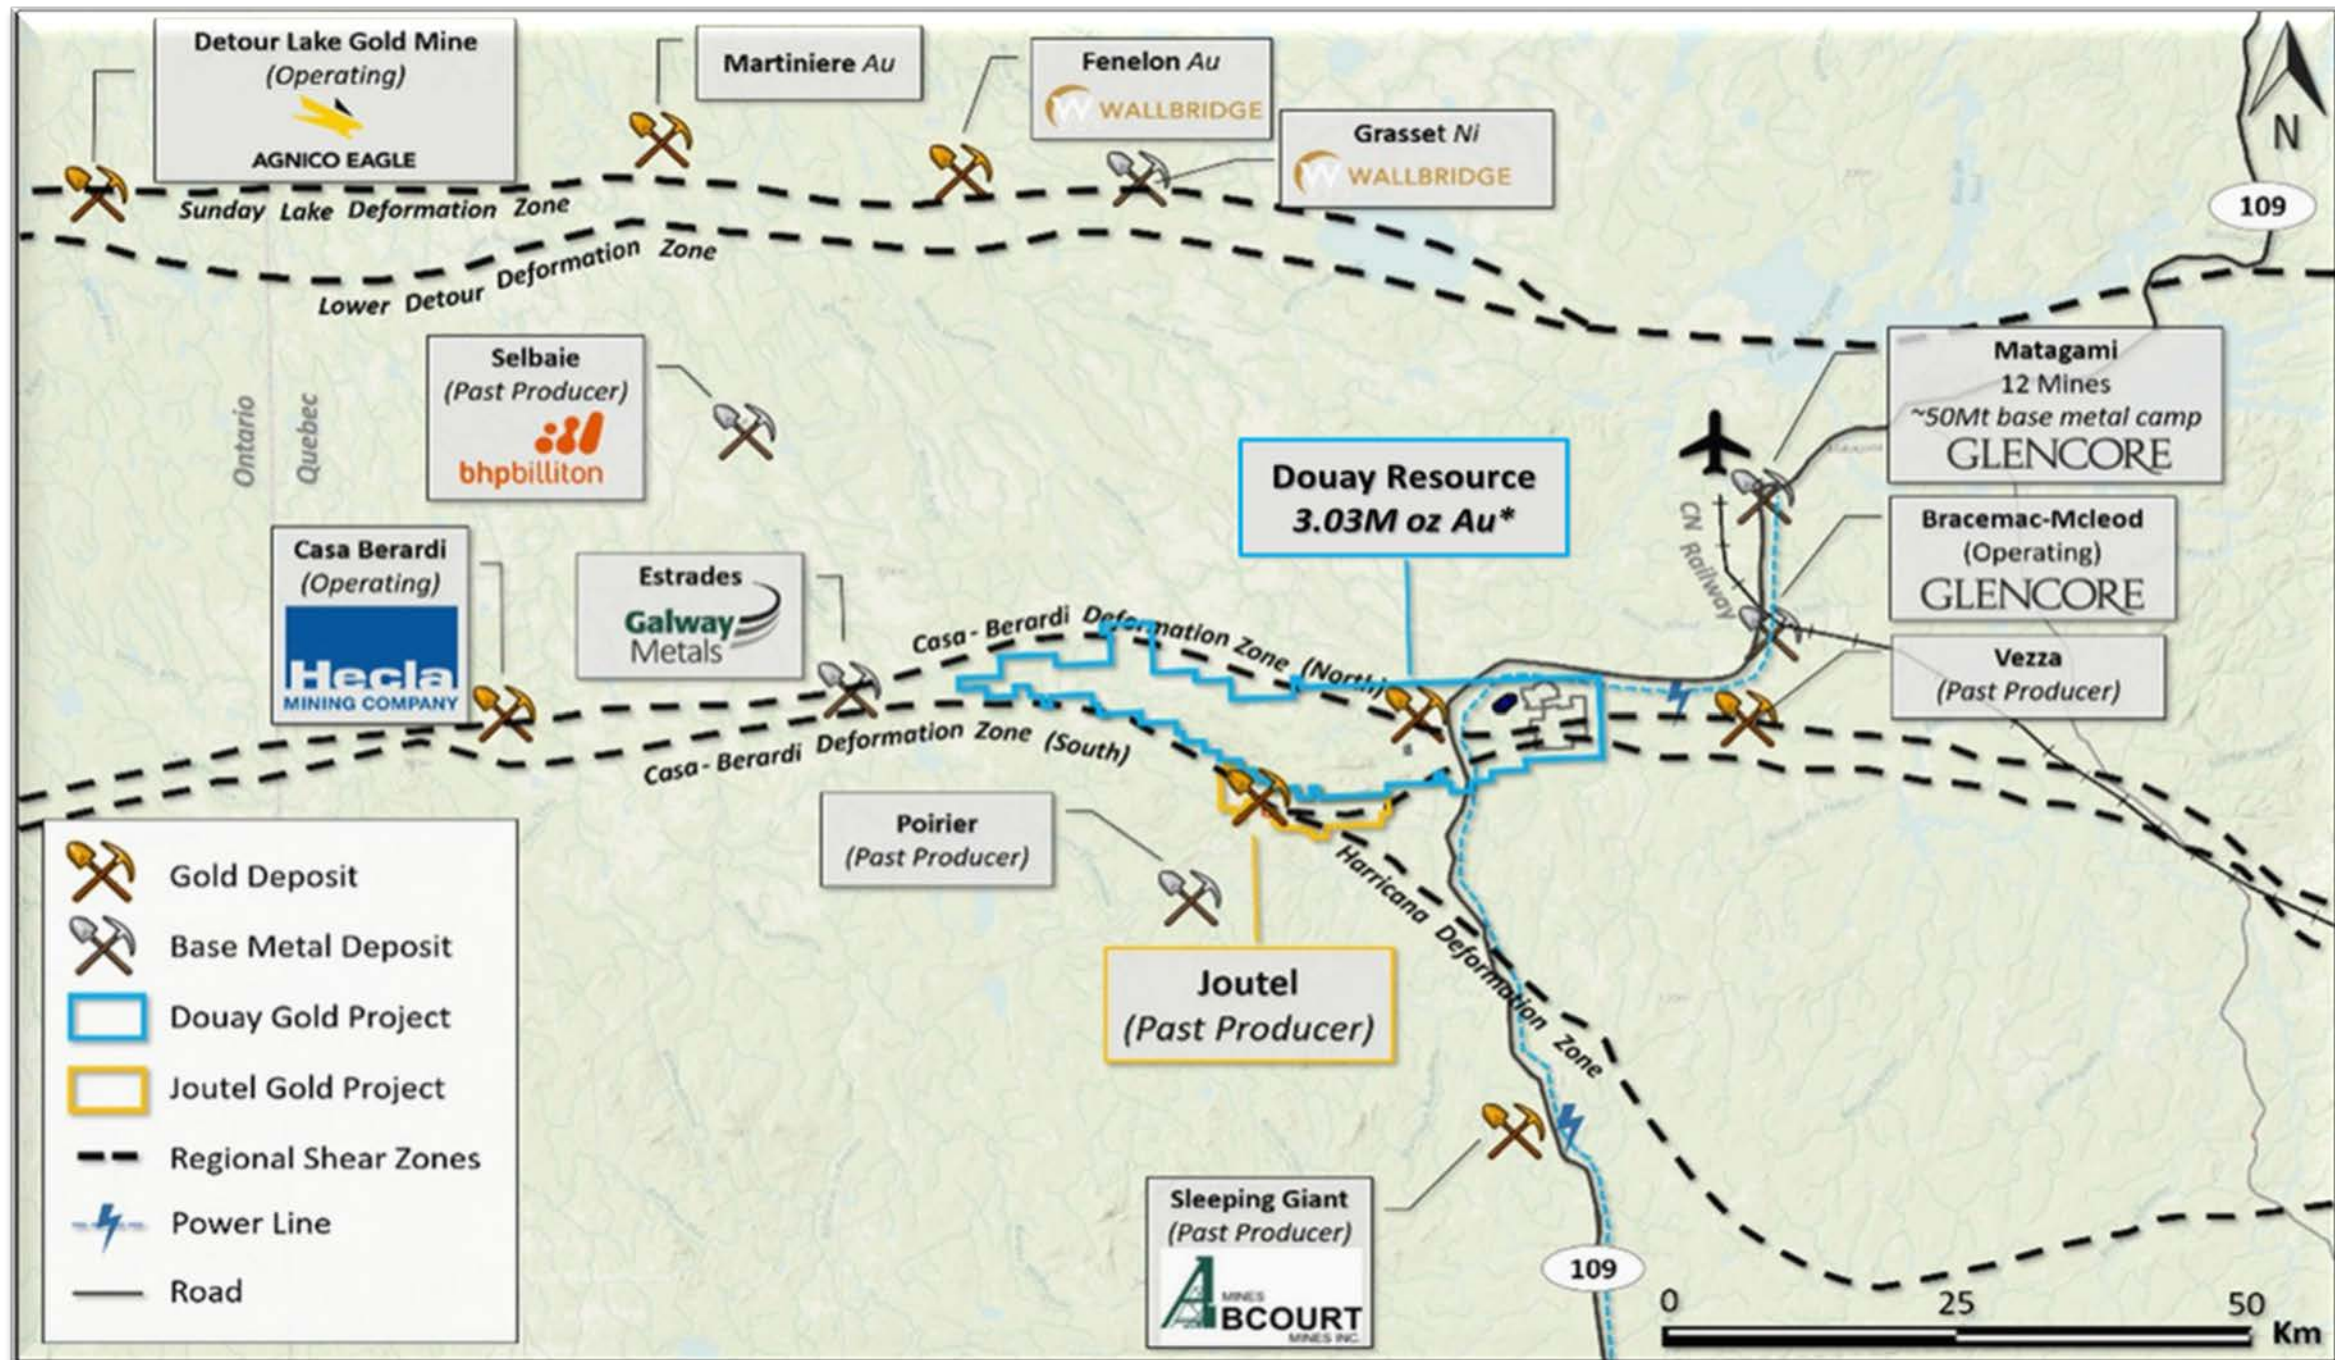 Detour Lake Gold Mine
(Operating)
AGNICO EAGLE
Martiniere Au
Fenelon Au
WALLBRIDGE
Grasset Ni
WALLBRIDGE
N
109
Sunday Lake Deformation Zone
Lower Detour Deformation Zone
Ontario
Quebec
Selbaie
(Past Producer)
bhpbilliton
Matagami
12 Mines
~50Mt base metal camp
GLENCORE
Douay Resource
3.03M oz Au*
CN Railway
Bracemac-Mcleod
(Operating)
GLENCORE
Casa Berardi
(Operating)
Hecla
MINING COMPANY
Estrades
Galway
Metals
Casa-Berardi Deformation Zone (North)
Vezza
(Past Producer)
Casa-Berardi Deformation Zone (South)
Poirier
(Past Producer)
Harricana Deformation Zone
Joutel
(Past Producer)
Gold Deposit
Base Metal Deposit
Douay Gold Project
Joutel Gold Project
Regional Shear Zones
Power Line
Road
Sleeping Giant
(Past Producer)
MINES
ABCOURT
MINES INC.
109
0 25 50
Km